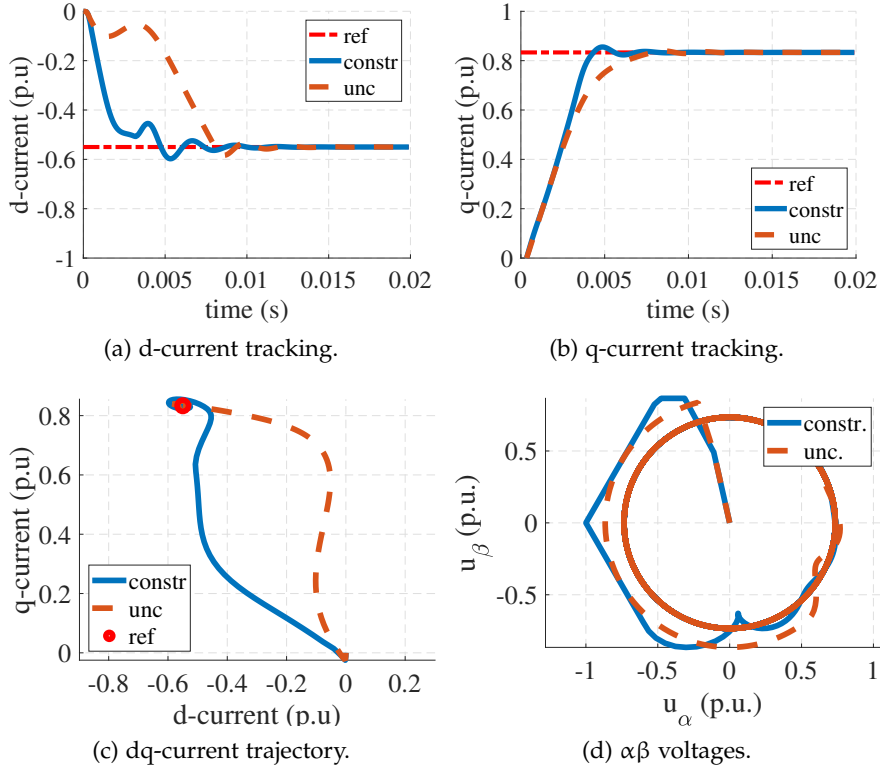 0
-0.2
-0.4
-0.6
-0.8
-1
d-current (p.u)
ref
constr
unc
0
0.005
0.01
0.015
0.02
time (s)
(a) d-current tracking.
1
0.8
0.6
0.4
0.2
0
q-current (p.u)
ref
constr
unc
0
0.005
0.01
0.015
0.02
time (s)
(b) q-current tracking.
0.8
0.6
0.4
0.2
0
q-current (p.u)
constr
unc
ref
-0.8
-0.6
-0.4
-0.2
0
0.2
d-current (p.u)
(c) dq-current trajectory.
0.5
0
-0.5
uβ (p.u.)
constr.
unc.
-1
-0.5
0
0.5
1
uα (p.u.)
(d) αβ voltages.